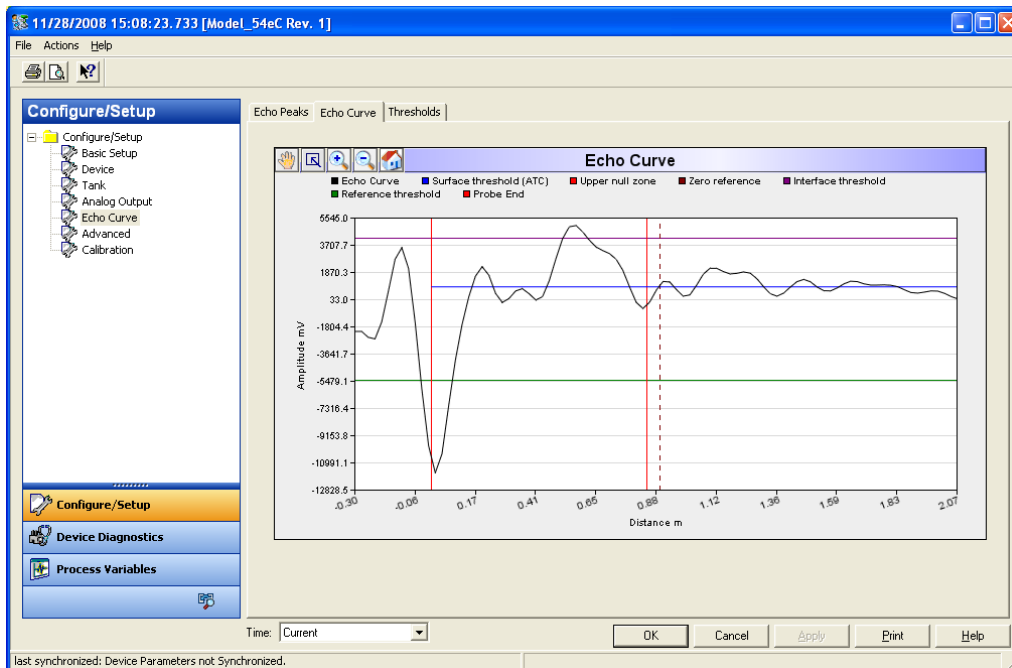 11/28/2008 15:08:23.733 [Model_54eC Rev. 1]
File Actions Help
Configure/Setup
Configure/Setup
Basic Setup
Device
Tank
Analog Output
Echo Curve
Advanced
Calibration
Configure/Setup
Device Diagnostics
Process Variables
Echo Peaks Echo Curve Thresholds
Echo Curve
Echo Curve Surface threshold (ATC) Upper null zone Zero reference Interface threshold
Reference threshold Probe End
Amplitude mV
5545.0
3707.7
1870.3
33.0
-1804.4
-3641.7
-5479.1
-7316.4
-9153.8
-10991.1
-12828.5
-0.30 -0.06 0.17 0.41 0.65 0.88 1.12 1.36 1.59 1.83 2.07
Distance m
Time: Current
OK Cancel Apply Print Help
last synchronized: Device Parameters not Synchronized.